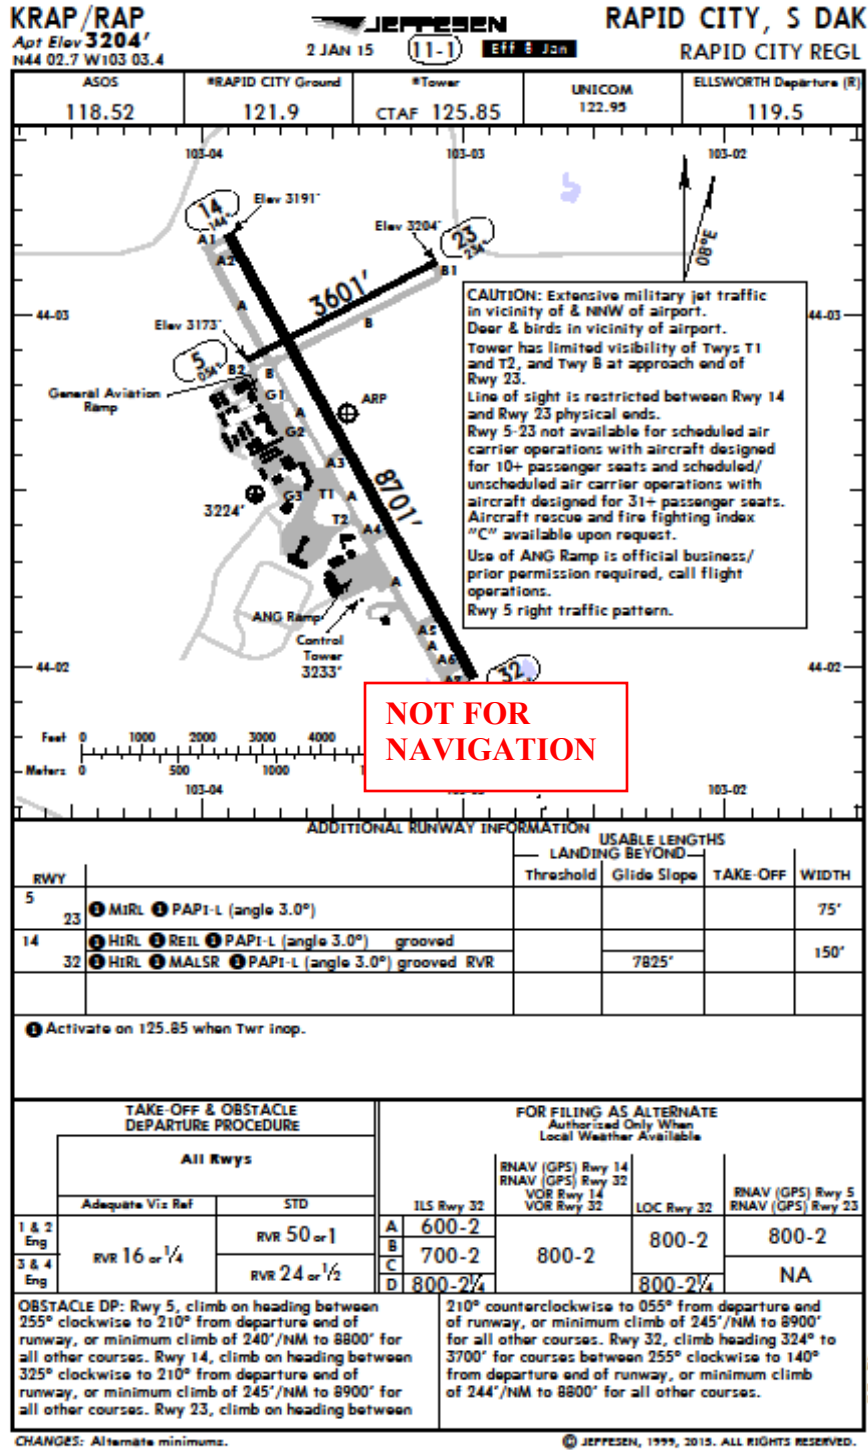 KRAP/RAP
Apt Elev 3204'
N44 02.7 W103 03.4
JEPPESEN
2 JAN 15
11-1
Eff 8 Jan
RAPID CITY, S DAK
RAPID CITY REGL
ASOS
118.52
*RAPID CITY Ground
121.9
*Tower
CTAF 125.85
UNICOM
122.95
ELLSWORTH Departure (R)
119.5
103-04
103-03
103-02
14
144°
Elev 3191'
A1
A2
Elev 3204'
23
234°
B1
08°E
A
3601'
B
44-03
44-03
Elev 3173'
5
054°
B2
B
General Aviation
Ramp
G1
A
ARP
G2
A3
8701'
G3
T1
A
3224'
T2
A4
A
ANG Ramp
Control
Tower
3233'
A5
A
A6
A7
32
44-02
44-02
CAUTION: Extensive military jet traffic
in vicinity of & NNW of airport.
Deer & birds in vicinity of airport.
Tower has limited visibility of Twys T1
and T2, and Twy B at approach end of
Rwy 23.
Line of sight is restricted between Rwy 14
and Rwy 23 physical ends.
Rwy 5-23 not available for scheduled air
carrier operations with aircraft designed
for 10+ passenger seats and scheduled/
unscheduled air carrier operations with
aircraft designed for 31+ passenger seats.
Aircraft rescue and fire fighting index
"C" available upon request.
Use of ANG Ramp is official business/
prior permission required, call flight
operations.
Rwy 5 right traffic pattern.
NOT FOR
NAVIGATION
Feet 0 1000 2000 3000 4000
Meters 0 500 1000
103-04
103-02
ADDITIONAL RUNWAY INFORMATION
USABLE LENGTHS
LANDING BEYOND
RWY
Threshold
Glide Slope
TAKE-OFF
WIDTH
5
23
❶ MIRL ❶ PAPI-L (angle 3.0°)
75'
14
❶ HIRL ❶ REIL ❶ PAPI-L (angle 3.0°) grooved
32 ❶ HIRL ❶ MALSR ❶ PAPI-L (angle 3.0°) grooved RVR
7825'
150'
❶ Activate on 125.85 when Twr inop.
TAKE-OFF & OBSTACLE
DEPARTURE PROCEDURE
All Rwys
Adequate Vis Ref
STD
1 & 2
Eng
3 & 4
Eng
RVR 16 or 1/4
RVR 50 or 1
RVR 24 or 1/2
FOR FILING AS ALTERNATE
Authorized Only When
Local Weather Available
ILS Rwy 32
RNAV (GPS) Rwy 14
RNAV (GPS) Rwy 32
VOR Rwy 14
VOR Rwy 32
LOC Rwy 32
RNAV (GPS) Rwy 5
RNAV (GPS) Rwy 23
A
B
C
D
600-2
700-2
800-2 1/4
800-2
800-2
800-2 1/4
800-2
NA
OBSTACLE DP: Rwy 5, climb on heading between
255° clockwise to 210° from departure end of
runway, or minimum climb of 240'/NM to 8800' for
all other courses. Rwy 14, climb on heading between
325° clockwise to 210° from departure end of
runway, or minimum climb of 245'/NM to 8900' for
all other courses. Rwy 23, climb on heading between
210° counterclockwise to 055° from departure end
of runway, or minimum climb of 245'/NM to 8900'
for all other courses. Rwy 32, climb heading 324° to
3700' for courses between 255° clockwise to 140°
from departure end of runway, or minimum climb
of 244'/NM to 8800' for all other courses.
CHANGES: Alternate minimums.
© JEPPESEN, 1999, 2015. ALL RIGHTS RESERVED.